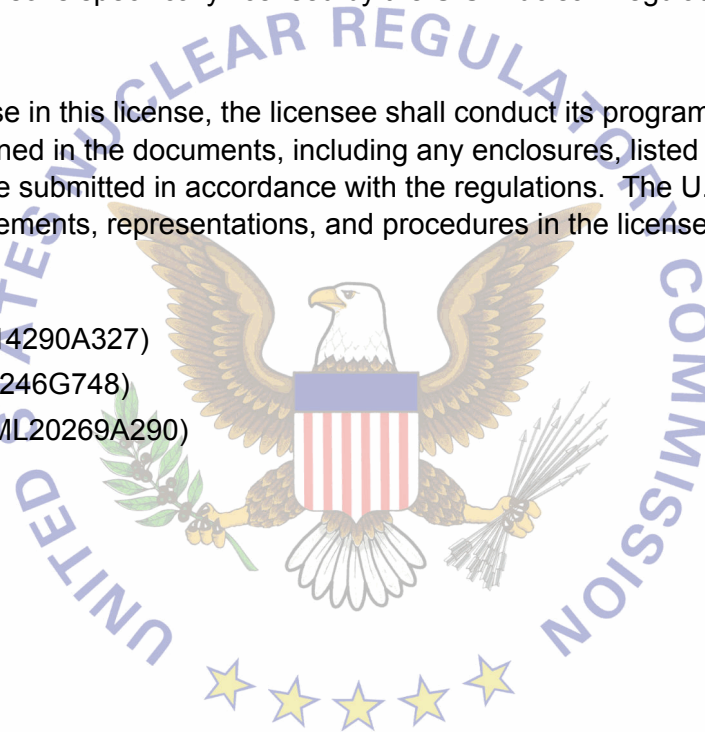 se in this license, the licensee shall conduct its program
ned in the documents, including any enclosures, listed
e submitted in accordance with the regulations.  The U.
ements, representations, and procedures in the license
4290A327)
246G748)
ML20269A290)
UNITED STATES NUCLEAR REGULATORY COMMISSION